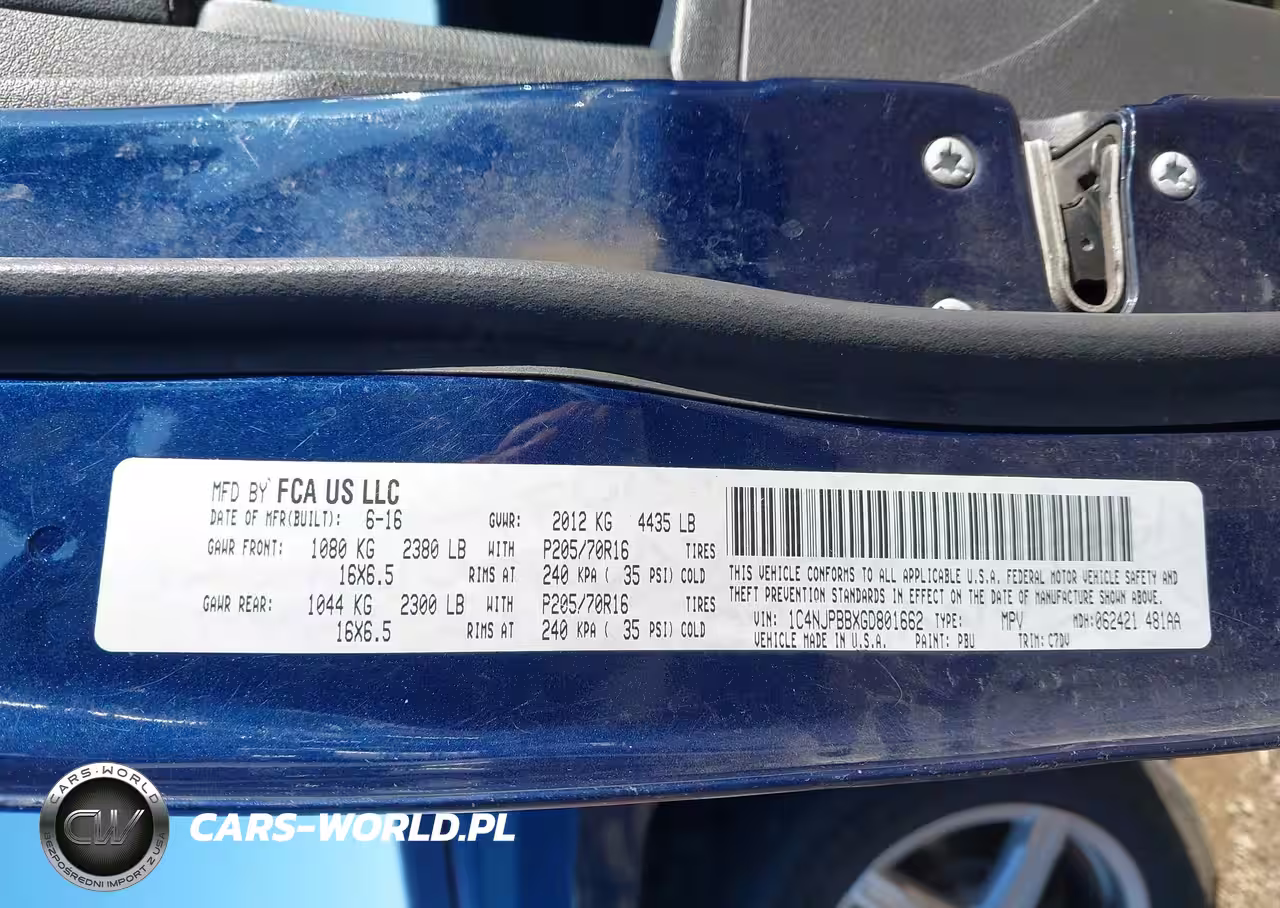 MFD BY FCA US LLC
DATE OF MFR(BUILT): 6-16 GVWR: 2012 KG 4435 LB
GAWR FRONT: 1080 KG 2380 LB WITH P205/70R16 TIRES
16X6.5 RIMS AT 240 KPA ( 35 PSI) COLD
GAWR REAR: 1044 KG 2300 LB WITH P205/70R16 TIRES
16X6.5 RIMS AT 240 KPA ( 35 PSI) COLD
THIS VEHICLE CONFORMS TO ALL APPLICABLE U.S.A. FEDERAL MOTOR VEHICLE SAFETY AND
THEFT PREVENTION STANDARDS IN EFFECT ON THE DATE OF MANUFACTURE SHOWN ABOVE.
VIN: 1C4NJPBBXGD801662 TYPE: MPV MDH: 062421 481AA
VEHICLE MADE IN U.S.A. PAINT: PBU TRIM: C7DV
CARS-WORLD
CW
BEZPOŚREDNI IMPORT Z USA
CARS-WORLD.PL